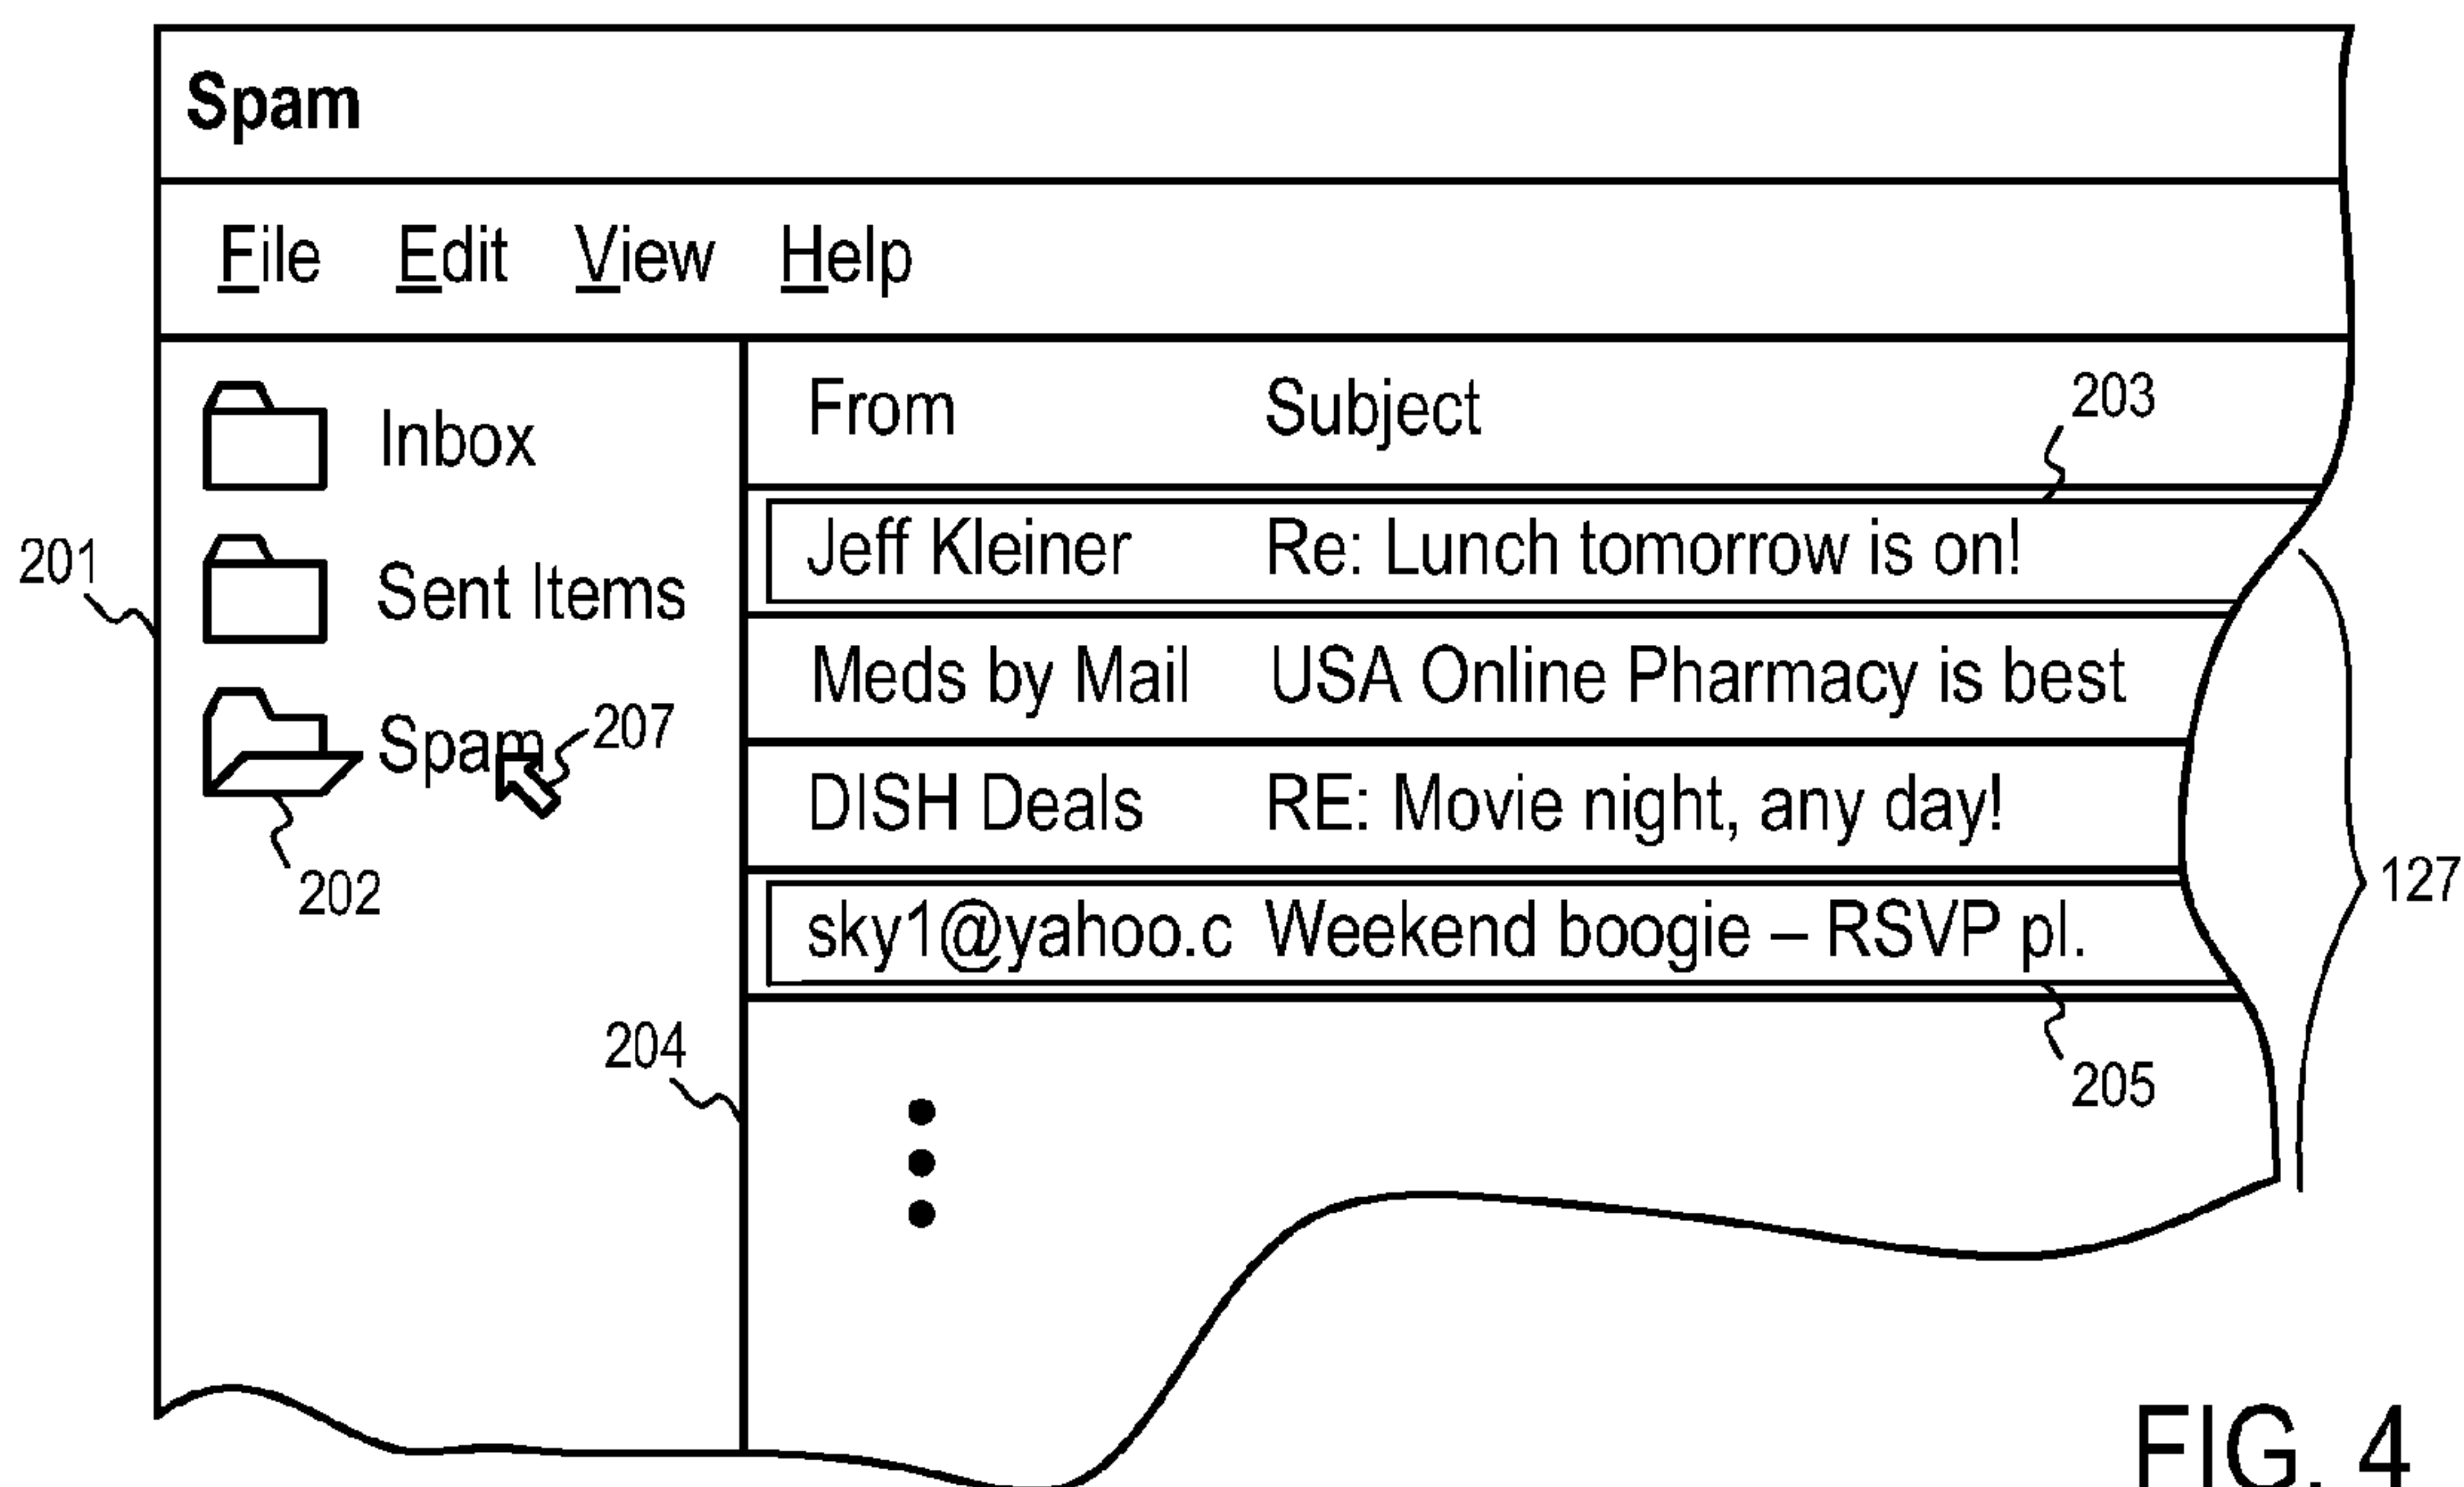 Spam
File Edit View Help
From Subject
203
Inbox
Jeff Kleiner Re: Lunch tomorrow is on!
201
Sent Items
Meds by Mail USA Online Pharmacy is best
Spam
207
DISH Deals RE: Movie night, any day!
202
127
sky1@yahoo.c Weekend boogie – RSVP pl.
204
205
FIG. 4